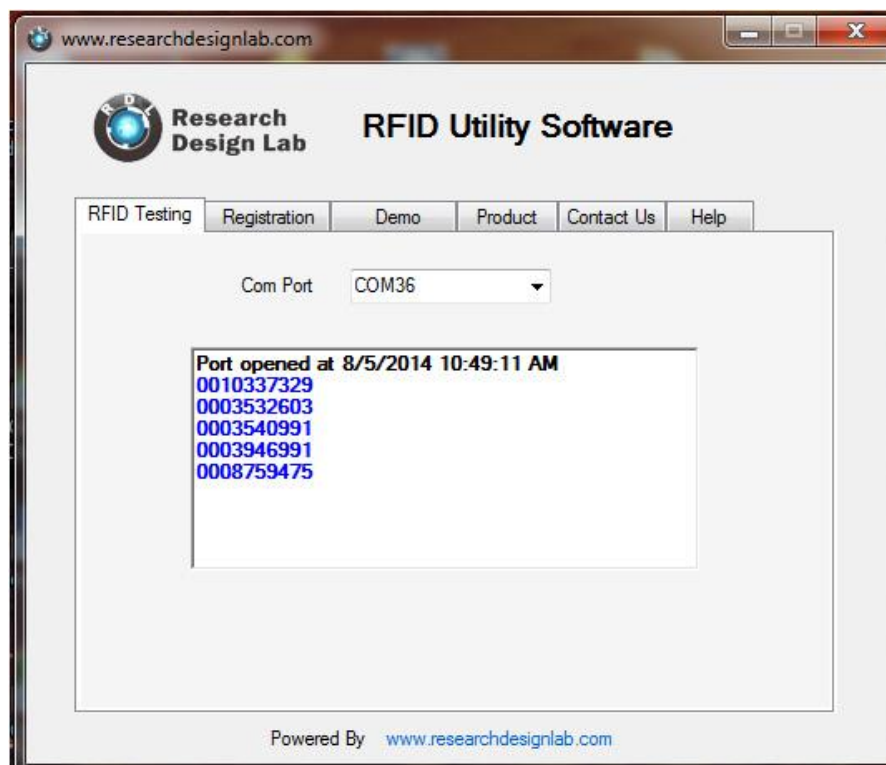 www.researchdesignlab.com
RDL
Research
Design Lab
RFID Utility Software
RFID Testing Registration Demo Product Contact Us Help
Com Port COM36
Port opened at 8/5/2014 10:49:11 AM
0010337329
0003532603
0003540991
0003946991
0008759475
Powered By www.researchdesignlab.com